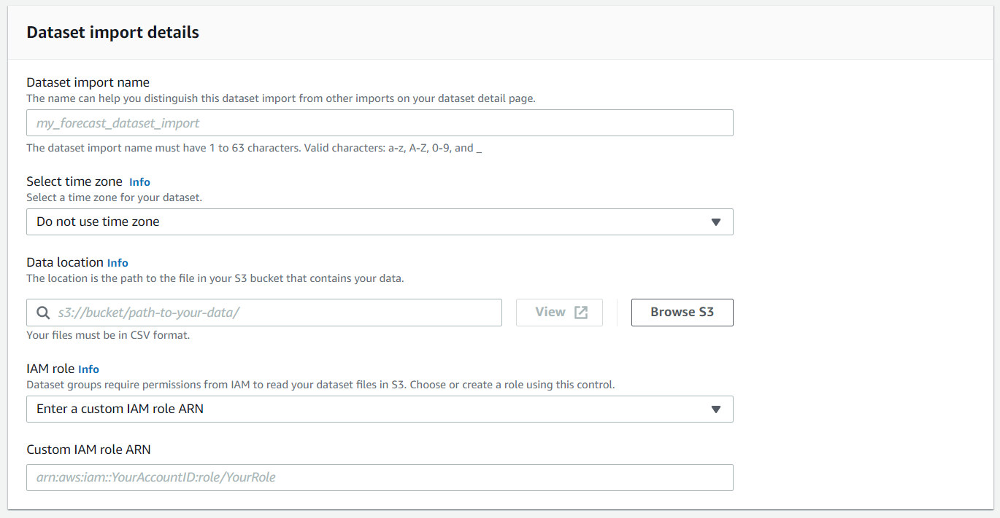 Dataset import details
Dataset import name
The name can help you distinguish this dataset import from other imports on your dataset detail page.
my_forecast_dataset_import
The dataset import name must have 1 to 63 characters. Valid characters: a-z, A-Z, 0-9, and _
Select time zone Info
Select a time zone for your dataset.
Do not use time zone
Data location Info
The location is the path to the file in your S3 bucket that contains your data.
s3://bucket/path-to-your-data/ View Browse S3
Your files must be in CSV format.
IAM role Info
Dataset groups require permissions from IAM to read your dataset files in S3. Choose or create a role using this control.
Enter a custom IAM role ARN
Custom IAM role ARN
arn:aws:iam::YourAccountID:role/YourRole